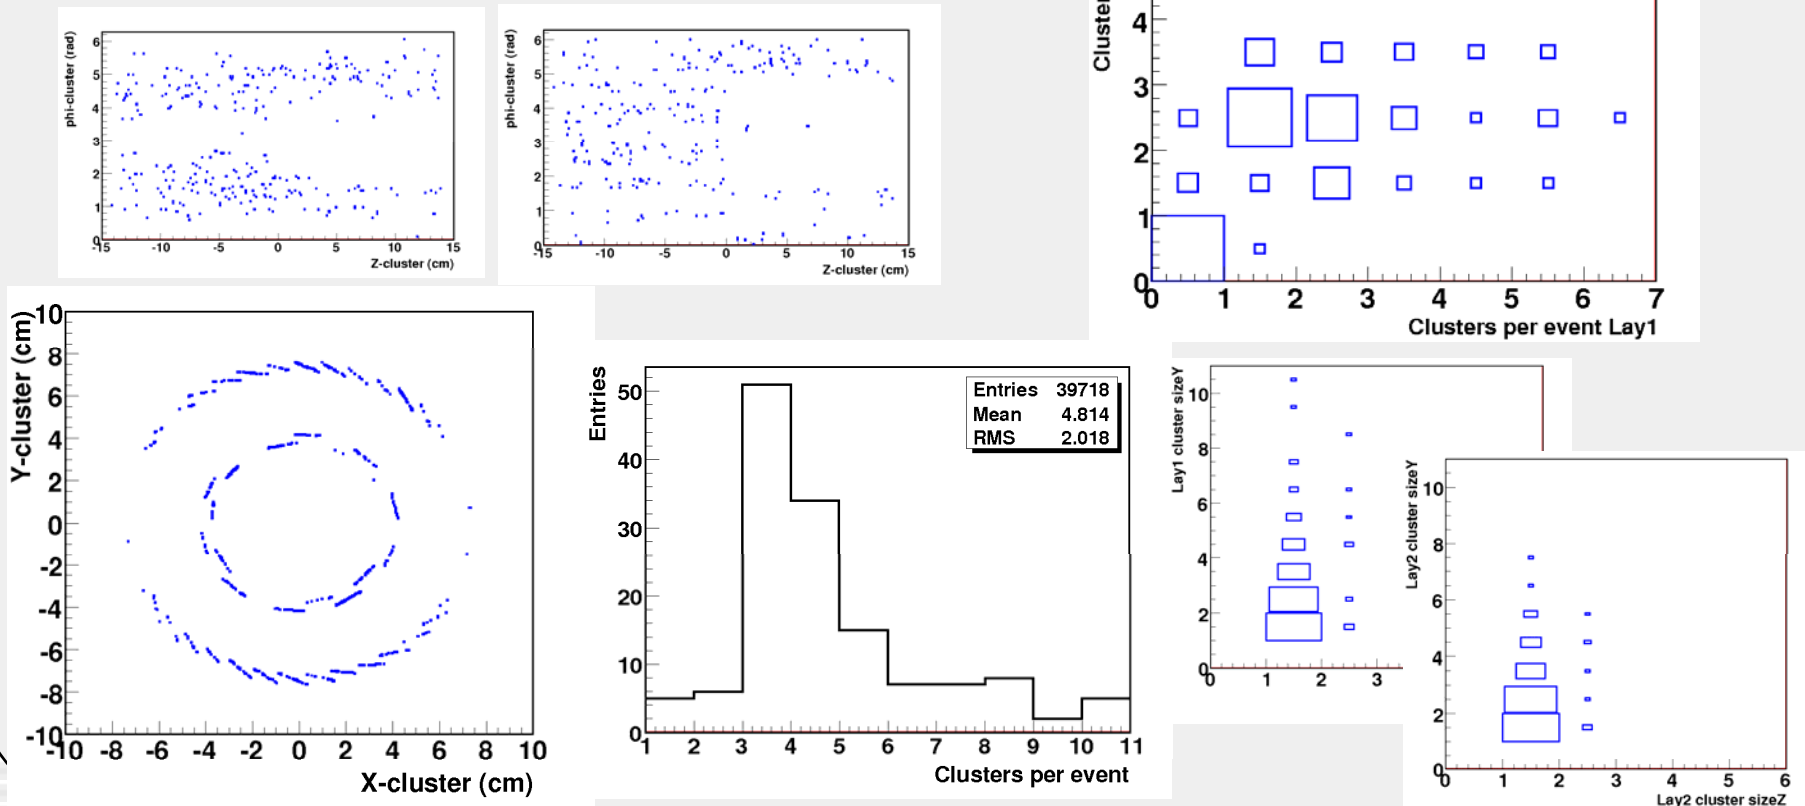 phi-cluster (rad)
6
5
4
3
2
1
0
-15 -10 -5 0 5 10 15
Z-cluster (cm)
phi-cluster (rad)
6
5
4
3
2
1
0
-15 -10 -5 0 5 10 15
Z-cluster (cm)
4
3
2
1
0
0 1 2 3 4 5 6 7
Clusters per event Lay1
Y-cluster (cm)
10
8
6
4
2
0
-2
-4
-6
-8
-10
-10 -8 -6 -4 -2 0 2 4 6 8 10
X-cluster (cm)
Entries
50
40
30
20
10
0
1 2 3 4 5 6 7 8 9 10 11
Clusters per event
Entries 39718
Mean 4.814
RMS 2.018
Lay1 cluster sizeY
10
8
6
4
2
0
0 1 2 3
Lay2 cluster sizeY
10
8
6
4
2
0
0 1 2 3 4 5 6
Lay2 cluster sizeZ